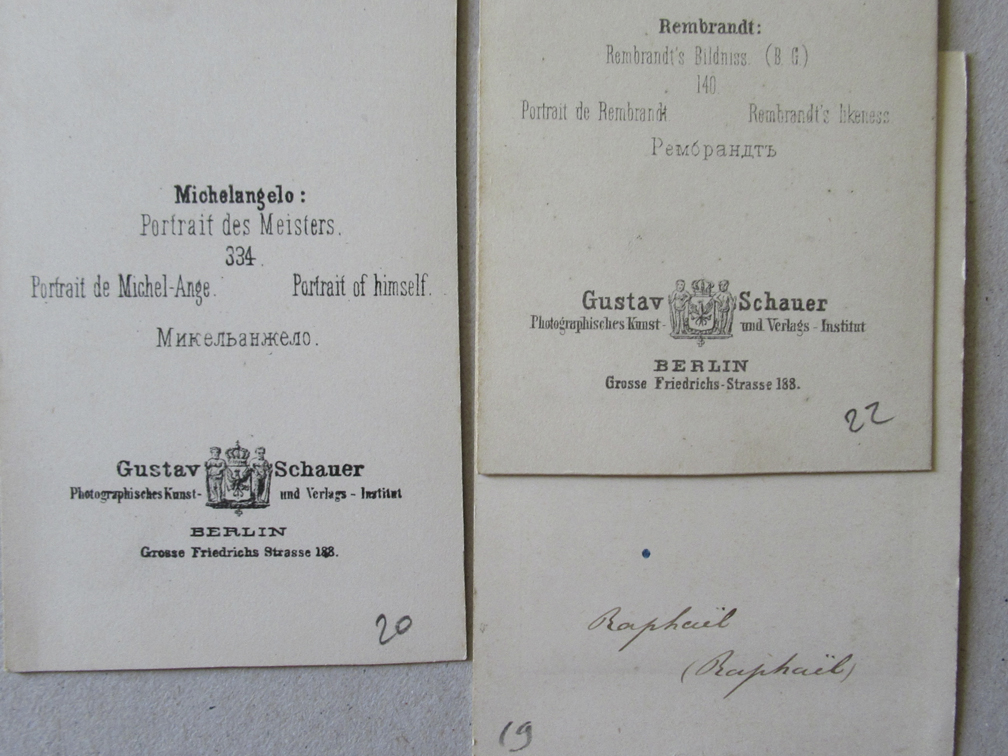 Michelangelo:
Portrait des Meisters.
334.
Portrait de Michel-Ange. Portrait of himself.
Микельанжело.
Gustav Schauer
Photographisches Kunst- und Verlags - Institut
BERLIN
Grosse Friedrichs Strasse 188.
20
Rembrandt:
Rembrandt's Bildniss. (B. G.)
140.
Portrait de Rembrandt Rembrandt's likeness.
Рембрандтъ
Gustav Schauer
Photographisches Kunst- und Verlags - Institut
BERLIN
Grosse Friedrichs-Strasse 188.
22
Raphaël
(Raphaël)
19